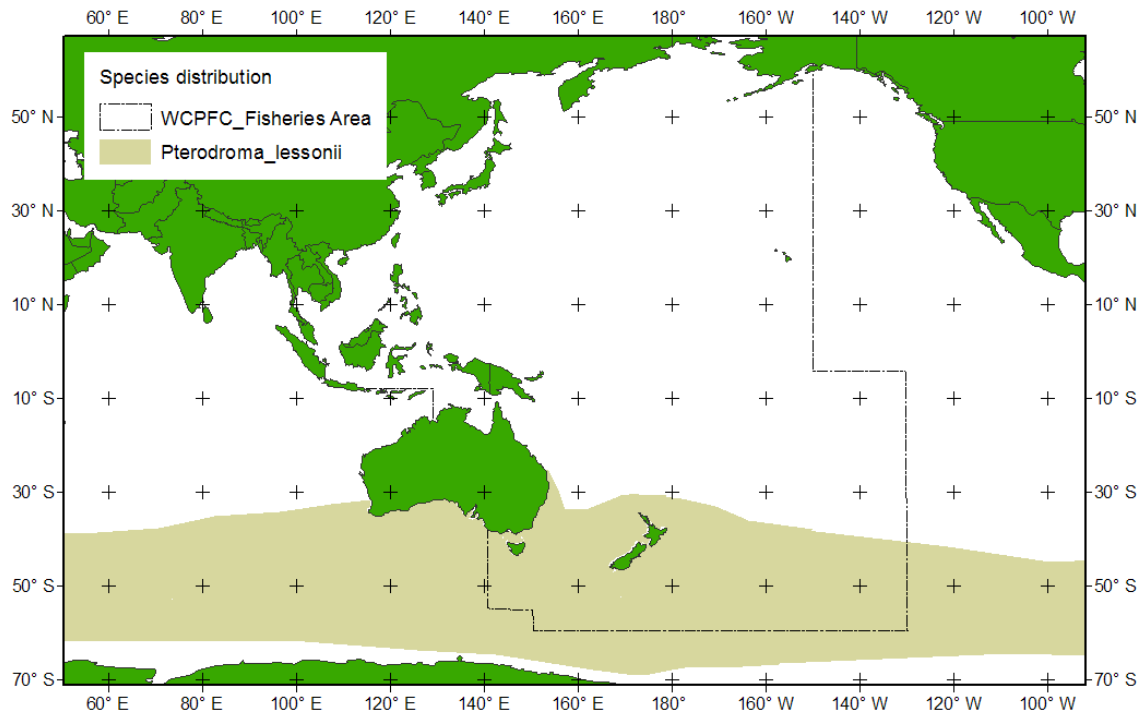 60° E 80° E 100° E 120° E 140° E 160° E 180° 160° W 140° W 120° W 100° W
Species distribution
WCPFC_Fisheries Area
Pterodroma_lessonii
50° N 50° N
30° N 30° N
10° N 10° N
10° S 10° S
30° S 30° S
50° S 50° S
70° S 70° S
60° E 80° E 100° E 120° E 140° E 160° E 180° 160° W 140° W 120° W 100° W